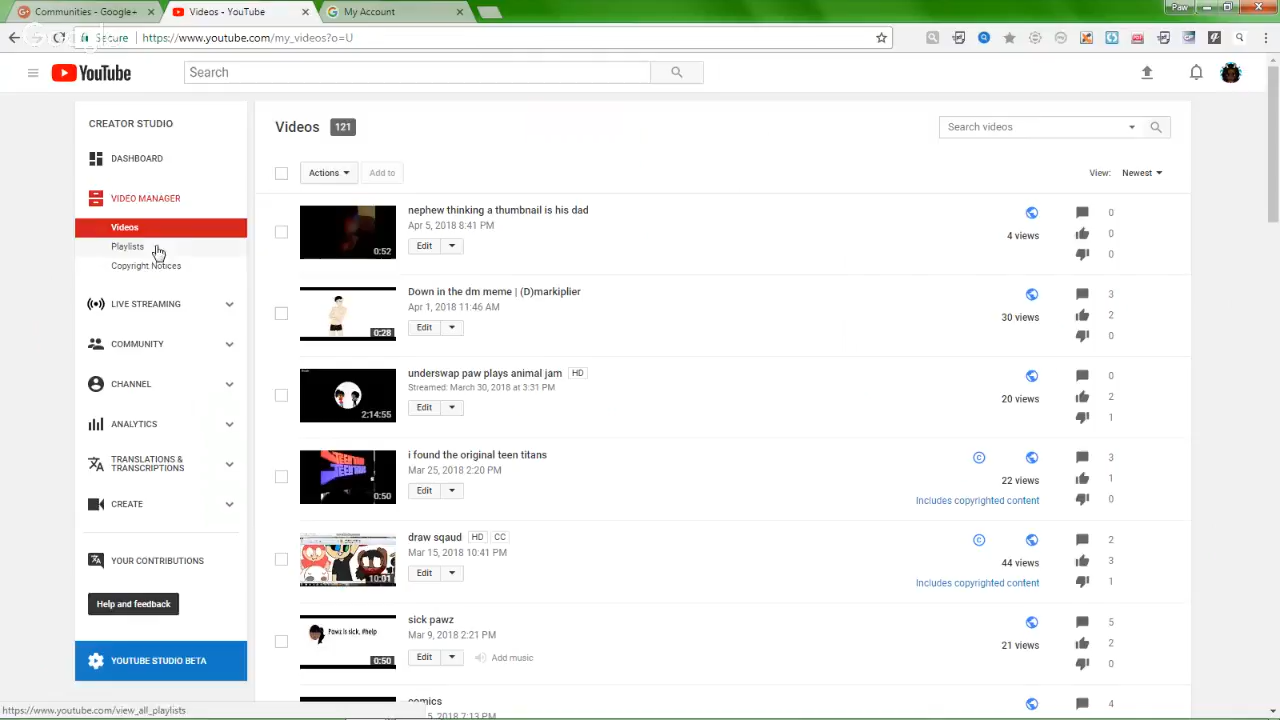 Communities - Google+
Videos - YouTube
My Account
Paw
Secure
https://www.youtube.com/my_videos?o=U
YouTube
Search
CREATOR STUDIO
DASHBOARD
VIDEO MANAGER
Videos
Playlists
Copyright Notices
LIVE STREAMING
COMMUNITY
CHANNEL
ANALYTICS
TRANSLATIONS &
TRANSCRIPTIONS
CREATE
YOUR CONTRIBUTIONS
Help and feedback
YOUTUBE STUDIO BETA
Videos 121
Search videos
Actions
Add to
View: Newest
nephew thinking a thumbnail is his dad
Apr 5, 2018 8:41 PM
0:52
Edit
4 views
0
0
0
Down in the dm meme | (D)markiplier
Apr 1, 2018 11:46 AM
0:28
Edit
30 views
3
2
0
underswap paw plays animal jam HD
Streamed: March 30, 2018 at 3:31 PM
2:14:55
Edit
20 views
0
2
1
i found the original teen titans
Mar 25, 2018 2:20 PM
0:50
Edit
22 views
Includes copyrighted content
3
1
0
draw sqaud HD CC
Mar 15, 2018 10:41 PM
10:01
Edit
44 views
Includes copyrighted content
2
3
1
sick pawz
Mar 9, 2018 2:21 PM
Pawz is sick, #help
0:50
Edit
Add music
21 views
5
2
0
comics
5, 2018 7:13 PM
4
https://www.youtube.com/view_all_playlists